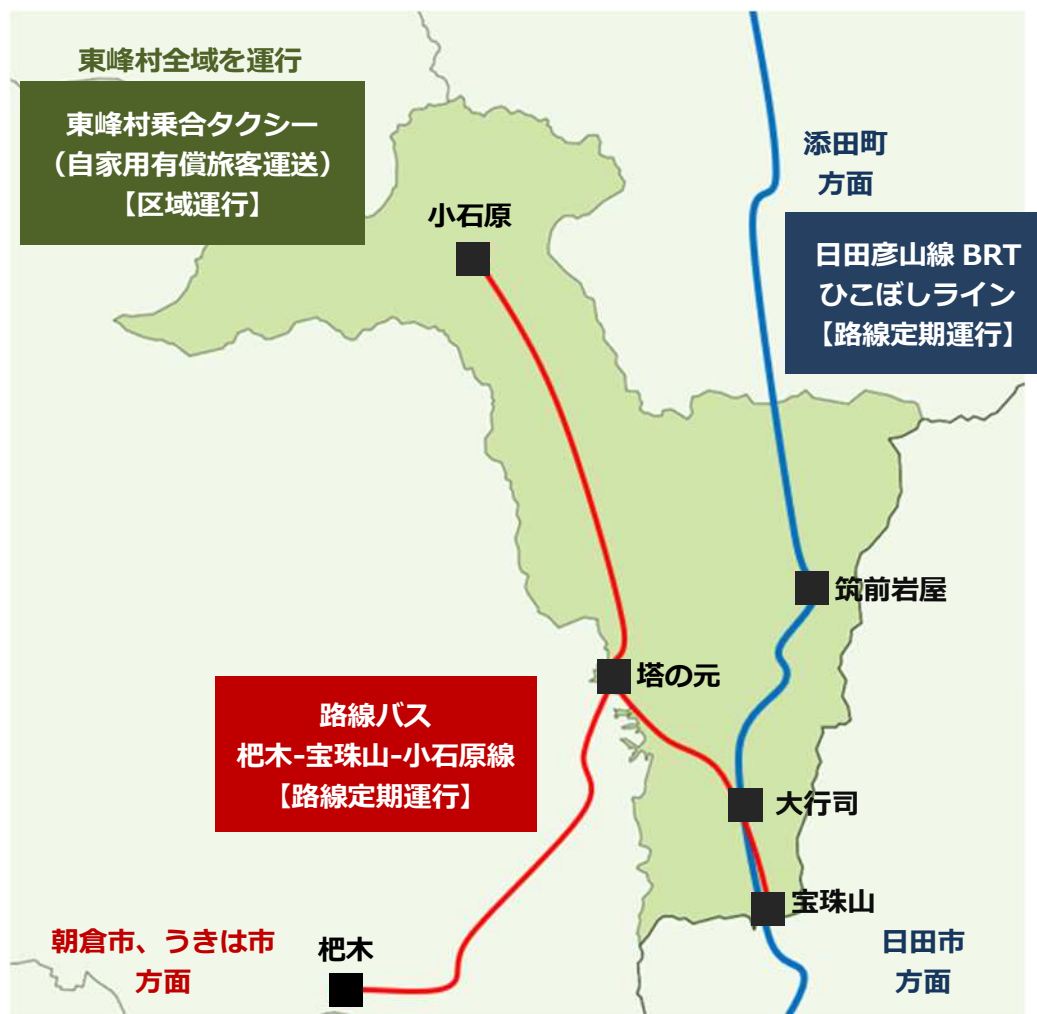 東峰村全域を運行
東峰村乗合タクシー
（自家用有償旅客運送）
【区域運行】
添田町
方面
小石原
日田彦山線 BRT
ひこぼしライン
【路線定期運行】
筑前岩屋
塔の元
路線バス
杷木-宝珠山-小石原線
【路線定期運行】
大行司
宝珠山
朝倉市、うきは市
方面
杷木
日田市
方面